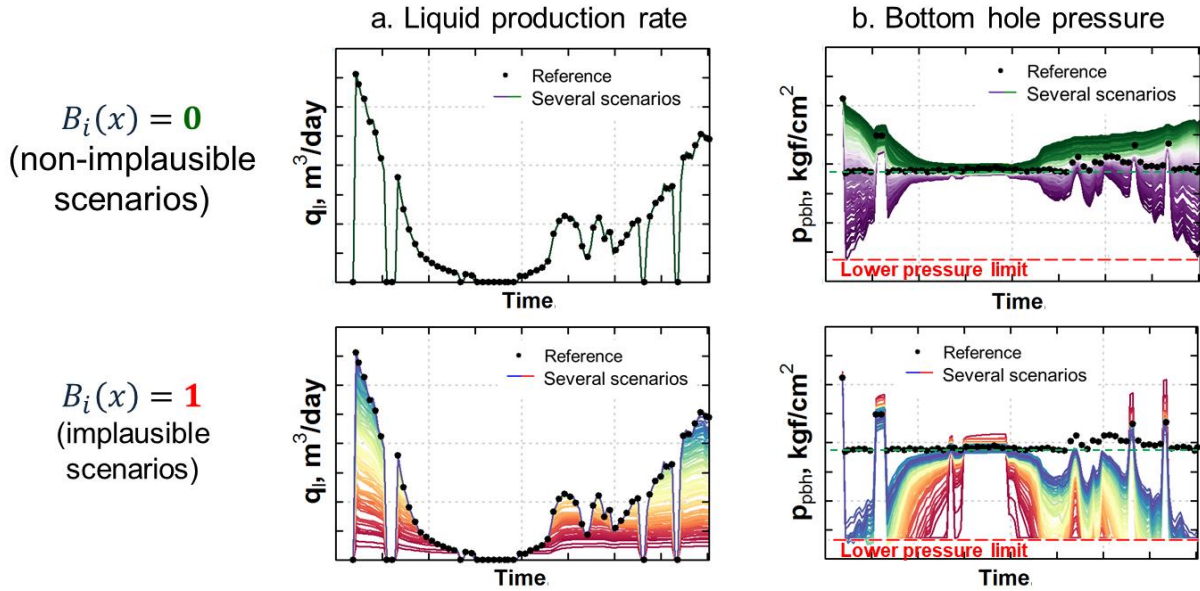 a. Liquid production rate
b. Bottom hole pressure
Bᵢ(x) = 0
(non-implausible
scenarios)
qₗ, m³/day
Reference
Several scenarios
Time
pₚbₕ, kgf/cm²
Reference
Several scenarios
Lower pressure limit
Time
Bᵢ(x) = 1
(implausible
scenarios)
qₗ, m³/day
Reference
Several scenarios
Time
pₚbₕ, kgf/cm²
Reference
Several scenarios
Lower pressure limit
Time